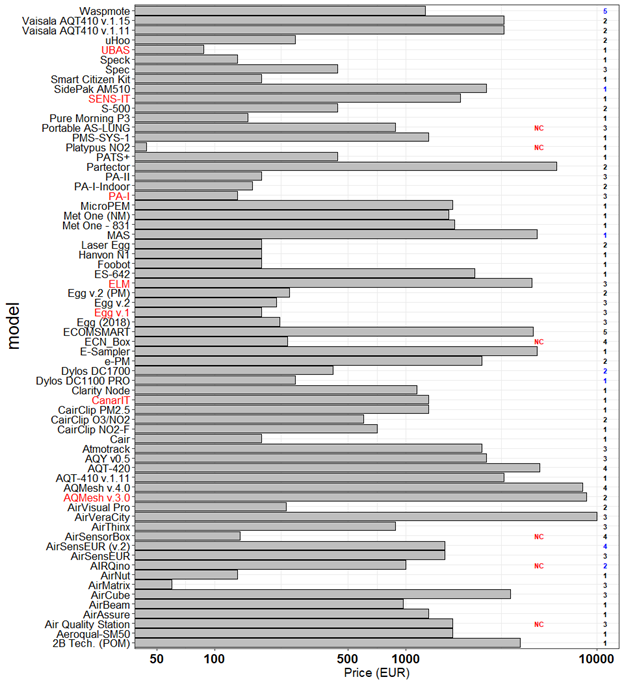 model
Waspmote 5
Vaisala AQT410 v.1.15 2
Vaisala AQT410 v.1.11 2
uHoo 2
UBAS 1
Speck 1
Spec 3
Smart Citizen Kit 1
SidePak AM510 1
SENS-IT 1
S-500 2
Pure Morning P3 1
Portable AS-LUNG NC 3
PMS-SYS-1 1
Platypus NO2 NC 1
PATS+ 1
Partector 2
PA-II 3
PA-I-Indoor 2
PA-I 3
MicroPEM 1
Met One (NM) 1
Met One - 831 1
MAS 1
Laser Egg 2
Hanvon N1 1
Foobot 1
ES-642 1
ELM 3
Egg v.2 (PM) 2
Egg v.2 3
Egg v.1 3
Egg (2018) 3
ECOMSMART 5
ECN_Box NC 4
E-Sampler 1
e-PM 2
Dylos DC1700 2
Dylos DC1100 PRO 1
Clarity Node 1
CanarIT 1
CairClip PM2.5 1
CairClip O3/NO2 2
CairClip NO2-F 1
Cair 1
Atmotrack 3
AQY v0.5 3
AQT-420 4
AQT-410 v.1.11 1
AQMesh v.4.0 4
AQMesh v.3.0 2
AirVisual Pro 2
AirVeraCity 3
AirThinx 3
AirSensorBox NC 4
AirSensEUR (v.2) 4
AirSensEUR 3
AIRQino NC 2
AirNut 1
AirMatrix 3
AirCube 3
AirBeam 1
AirAssure 1
Air Quality Station NC 3
Aeroqual-SM50 1
2B Tech. (POM) 1
50 100 500 1000 10000
Price (EUR)